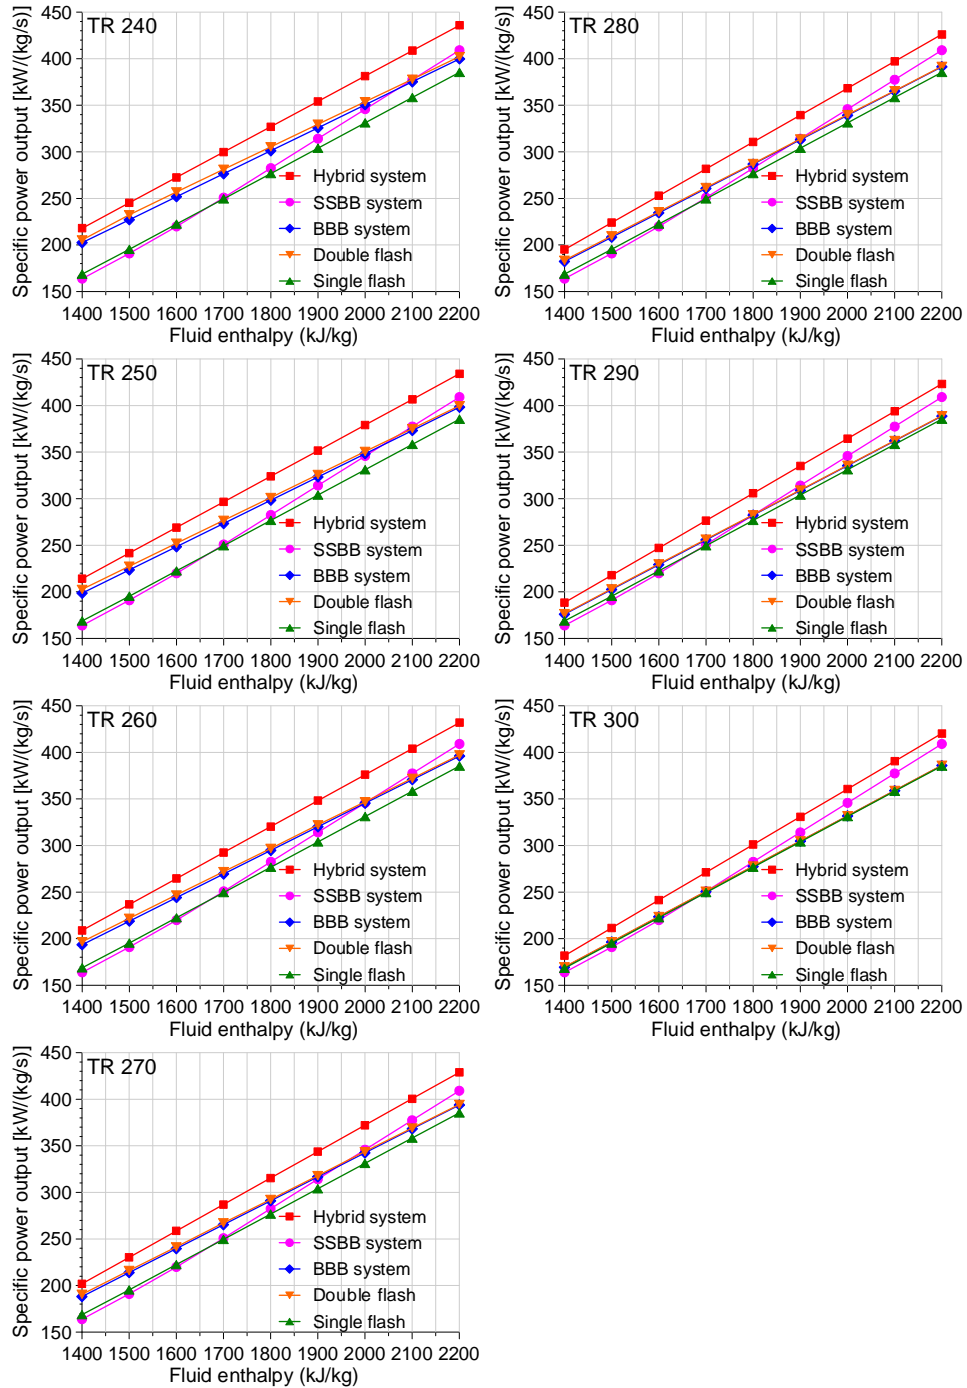 TR 240
Specific power output [kW/(kg/s)]
450
400
350
300
250
200
150
Hybrid system
SSBB system
BBB system
Double flash
Single flash
1400 1500 1600 1700 1800 1900 2000 2100 2200
Fluid enthalpy (kJ/kg)
TR 280
Specific power output [kW/(kg/s)]
450
400
350
300
250
200
150
Hybrid system
SSBB system
BBB system
Double flash
Single flash
1400 1500 1600 1700 1800 1900 2000 2100 2200
Fluid enthalpy (kJ/kg)
TR 250
Specific power output [kW/(kg/s)]
450
400
350
300
250
200
150
Hybrid system
SSBB system
BBB system
Double flash
Single flash
1400 1500 1600 1700 1800 1900 2000 2100 2200
Fluid enthalpy (kJ/kg)
TR 290
Specific power output [kW/(kg/s)]
450
400
350
300
250
200
150
Hybrid system
SSBB system
BBB system
Double flash
Single flash
1400 1500 1600 1700 1800 1900 2000 2100 2200
Fluid enthalpy (kJ/kg)
TR 260
Specific power output [kW/(kg/s)]
450
400
350
300
250
200
150
Hybrid system
SSBB system
BBB system
Double flash
Single flash
1400 1500 1600 1700 1800 1900 2000 2100 2200
Fluid enthalpy (kJ/kg)
TR 300
Specific power output [kW/(kg/s)]
450
400
350
300
250
200
150
Hybrid system
SSBB system
BBB system
Double flash
Single flash
1400 1500 1600 1700 1800 1900 2000 2100 2200
Fluid enthalpy (kJ/kg)
TR 270
Specific power output [kW/(kg/s)]
450
400
350
300
250
200
150
Hybrid system
SSBB system
BBB system
Double flash
Single flash
1400 1500 1600 1700 1800 1900 2000 2100 2200
Fluid enthalpy (kJ/kg)